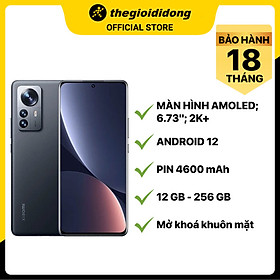 thegioididong
OFFICIAL STORE
BẢO HÀNH
18
THÁNG
MÀN HÌNH AMOLED;
6.73"; 2K+
ANDROID 12
PIN 4600 mAh
12 GB - 256 GB
Mở khoá khuôn mặt
xiaomi